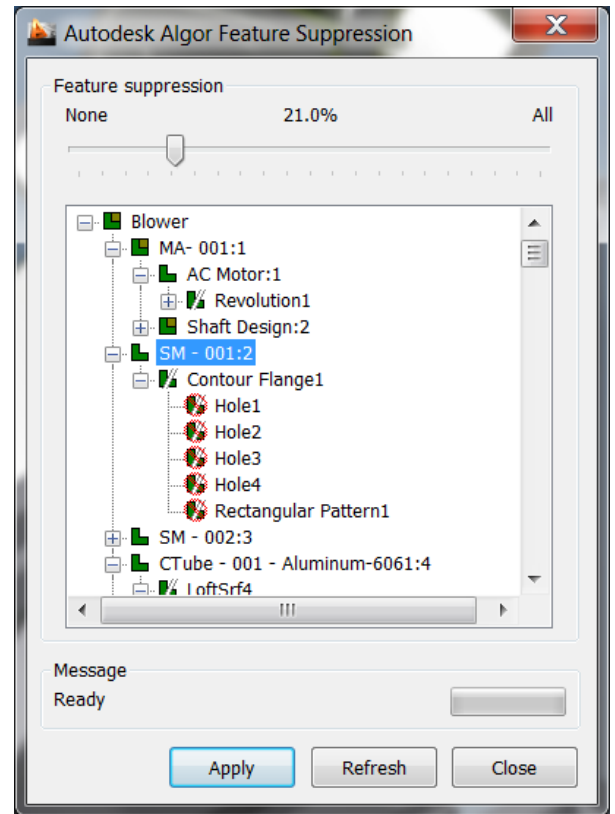 Autodesk Algor Feature Suppression
Feature suppression
None 21.0% All
Blower
MA- 001:1
AC Motor:1
Revolution1
Shaft Design:2
SM - 001:2
Contour Flange1
Hole1
Hole2
Hole3
Hole4
Rectangular Pattern1
SM - 002:3
CTube - 001 - Aluminum-6061:4
LoftSrf4
Message
Ready
Apply Refresh Close